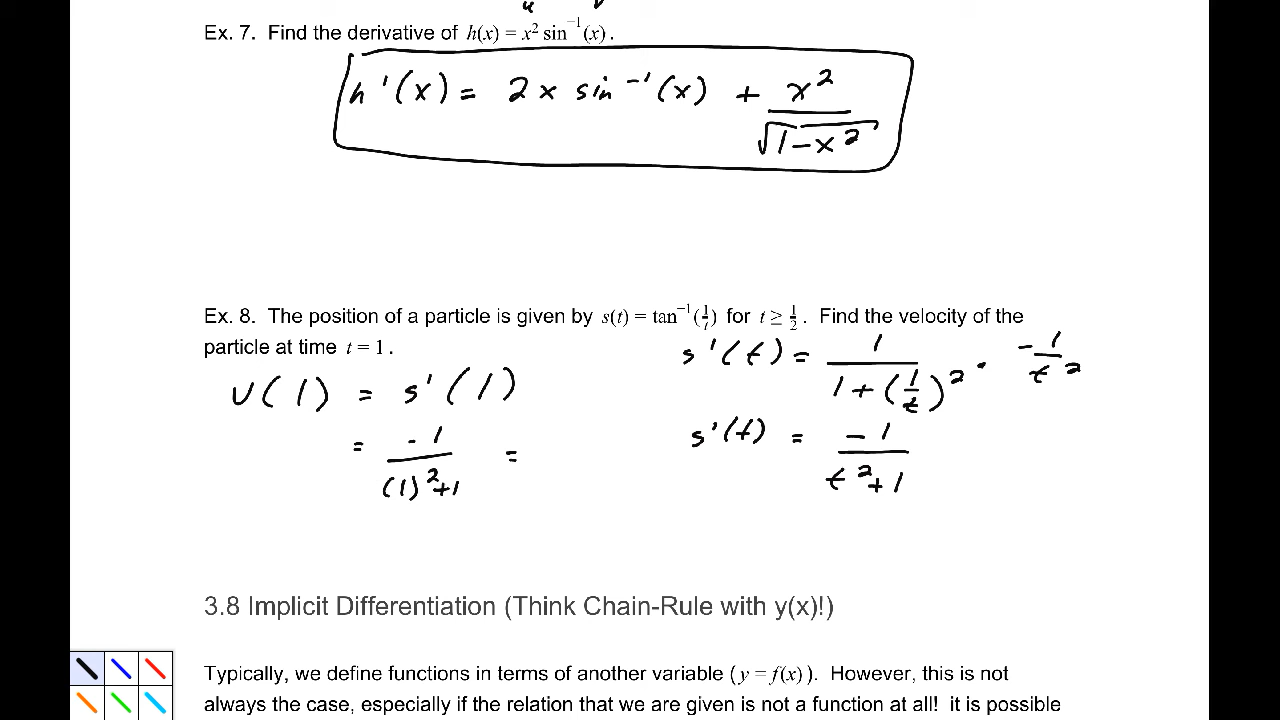 u v
Ex. 7. Find the derivative of h(x) = x² sin⁻¹(x).
h'(x) = 2x sin⁻¹(x) + x²/√(1-x²)
Ex. 8. The position of a particle is given by s(t) = tan⁻¹(1/t) for t ≥ 1/2. Find the velocity of the
particle at time t = 1.
s'(t) = 1/(1+(1/t)²) · -1/t²
v(1) = s'(1)
s'(t) = -1/(t²+1)
= -1/((1)²+1) =
3.8 Implicit Differentiation (Think Chain-Rule with y(x)!)
Typically, we define functions in terms of another variable (y = f(x)). However, this is not
always the case, especially if the relation that we are given is not a function at all! it is possible